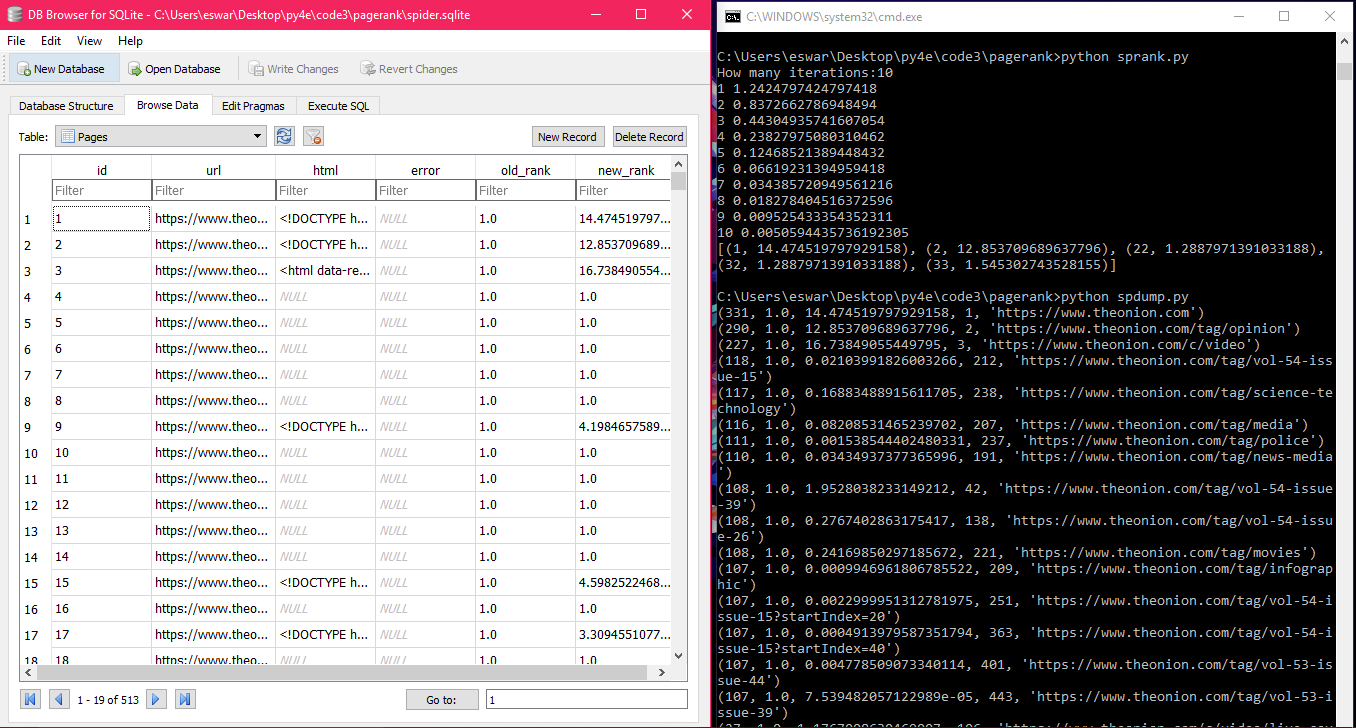 DB Browser for SQLite - C:\Users\eswar\Desktop\py4e\code3\pagerank\spider.sqlite
File Edit View Help
New Database Open Database Write Changes Revert Changes
Database Structure Browse Data Edit Pragmas Execute SQL
Table: Pages New Record Delete Record
id url html error old_rank new_rank
Filter Filter Filter Filter Filter Filter
1 1 https://www.theo... <!DOCTYPE h... NULL 1.0 14.474519797...
2 2 https://www.theo... <!DOCTYPE h... NULL 1.0 12.853709689...
3 3 https://www.theo... <html data-re... NULL 1.0 16.738490554...
4 4 https://www.theo... NULL NULL 1.0 1.0
5 5 https://www.theo... NULL NULL 1.0 1.0
6 6 https://www.theo... NULL NULL 1.0 1.0
7 7 https://www.theo... NULL NULL 1.0 1.0
8 8 https://www.theo... NULL NULL 1.0 1.0
9 9 https://www.theo... <!DOCTYPE h... NULL 1.0 4.1984657589...
10 10 https://www.theo... NULL NULL 1.0 1.0
11 11 https://www.theo... NULL NULL 1.0 1.0
12 12 https://www.theo... NULL NULL 1.0 1.0
13 13 https://www.theo... NULL NULL 1.0 1.0
14 14 https://www.theo... NULL NULL 1.0 1.0
15 15 https://www.theo... <!DOCTYPE h... NULL 1.0 4.5982522468...
16 16 https://www.theo... NULL NULL 1.0 1.0
17 17 https://www.theo... <!DOCTYPE h... NULL 1.0 3.3094551077...
18 18 https://www.theo... NULL NULL 1.0 1.0
1 - 19 of 513 Go to: 1
C:\WINDOWS\system32\cmd.exe
C:\Users\eswar\Desktop\py4e\code3\pagerank>python sprank.py
How many iterations:10
1 1.2424797424797418
2 0.8372662786948494
3 0.44304935741607054
4 0.23827975080310462
5 0.12468521389448432
6 0.06619231394959418
7 0.034385720949561216
8 0.018278404516372596
9 0.009525433354352311
10 0.0050594435736192305
[(1, 14.474519797929158), (2, 12.853709689637796), (22, 1.2887971391033188),
(32, 1.2887971391033188), (33, 1.545302743528155)]
C:\Users\eswar\Desktop\py4e\code3\pagerank>python spdump.py
(331, 1.0, 14.474519797929158, 1, 'https://www.theonion.com')
(290, 1.0, 12.853709689637796, 2, 'https://www.theonion.com/tag/opinion')
(227, 1.0, 16.73849055449795, 3, 'https://www.theonion.com/c/video')
(118, 1.0, 0.02103991826003266, 212, 'https://www.theonion.com/tag/vol-54-iss
ue-15')
(117, 1.0, 0.16883488915611705, 238, 'https://www.theonion.com/tag/science-te
chnology')
(116, 1.0, 0.08208531465239702, 207, 'https://www.theonion.com/tag/media')
(111, 1.0, 0.001538544402480331, 237, 'https://www.theonion.com/tag/police')
(110, 1.0, 0.03434937377365996, 191, 'https://www.theonion.com/tag/news-media
')
(108, 1.0, 1.9528038233149212, 42, 'https://www.theonion.com/tag/vol-54-issue
-39')
(108, 1.0, 0.2767402863175417, 138, 'https://www.theonion.com/tag/vol-54-issu
e-26')
(108, 1.0, 0.24169850297185672, 221, 'https://www.theonion.com/tag/movies')
(107, 1.0, 0.0009946961806785522, 209, 'https://www.theonion.com/tag/infograp
hic')
(107, 1.0, 0.0022999951312781975, 251, 'https://www.theonion.com/tag/vol-54-i
ssue-15?startIndex=20')
(107, 1.0, 0.0004913979587351794, 363, 'https://www.theonion.com/tag/vol-54-i
ssue-15?startIndex=40')
(107, 1.0, 0.004778509073340114, 401, 'https://www.theonion.com/tag/vol-53-is
sue-44')
(107, 1.0, 7.539482057122989e-05, 443, 'https://www.theonion.com/tag/vol-53-i
ssue-39')